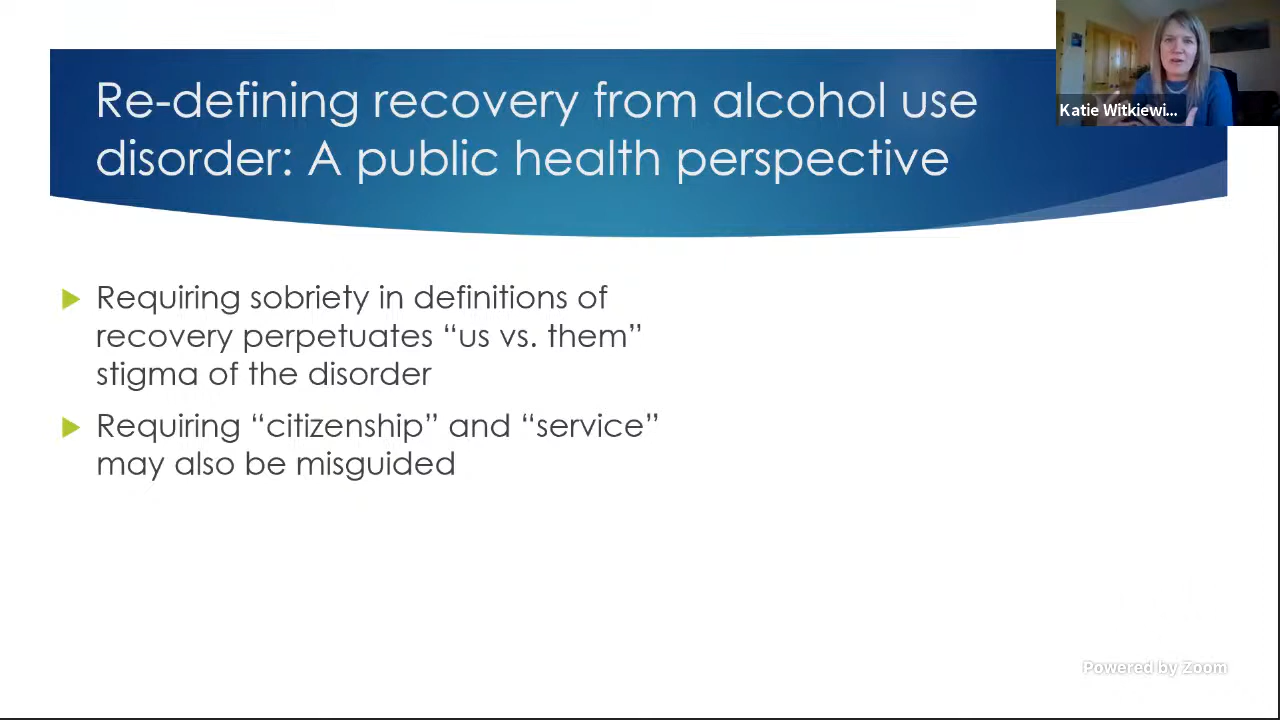 Re-defining recovery from alcohol use
disorder: A public health perspective
Katie Witkiewi...
Requiring sobriety in definitions of
recovery perpetuates “us vs. them”
stigma of the disorder
Requiring “citizenship” and “service”
may also be misguided
Powered by Zoom